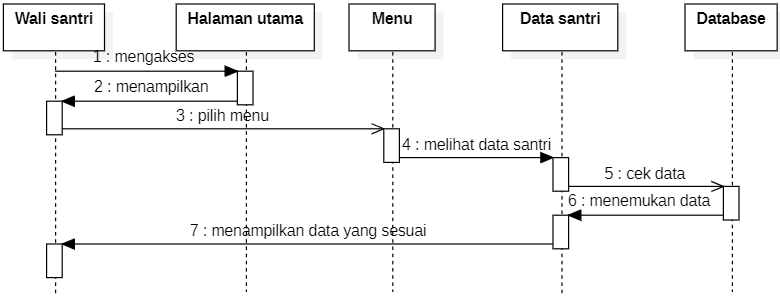 Wali santri
Halaman utama
Menu
Data santri
Database
1 : mengakses
2 : menampilkan
3 : pilih menu
4 : melihat data santri
5 : cek data
6 : menemukan data
7 : menampilkan data yang sesuai